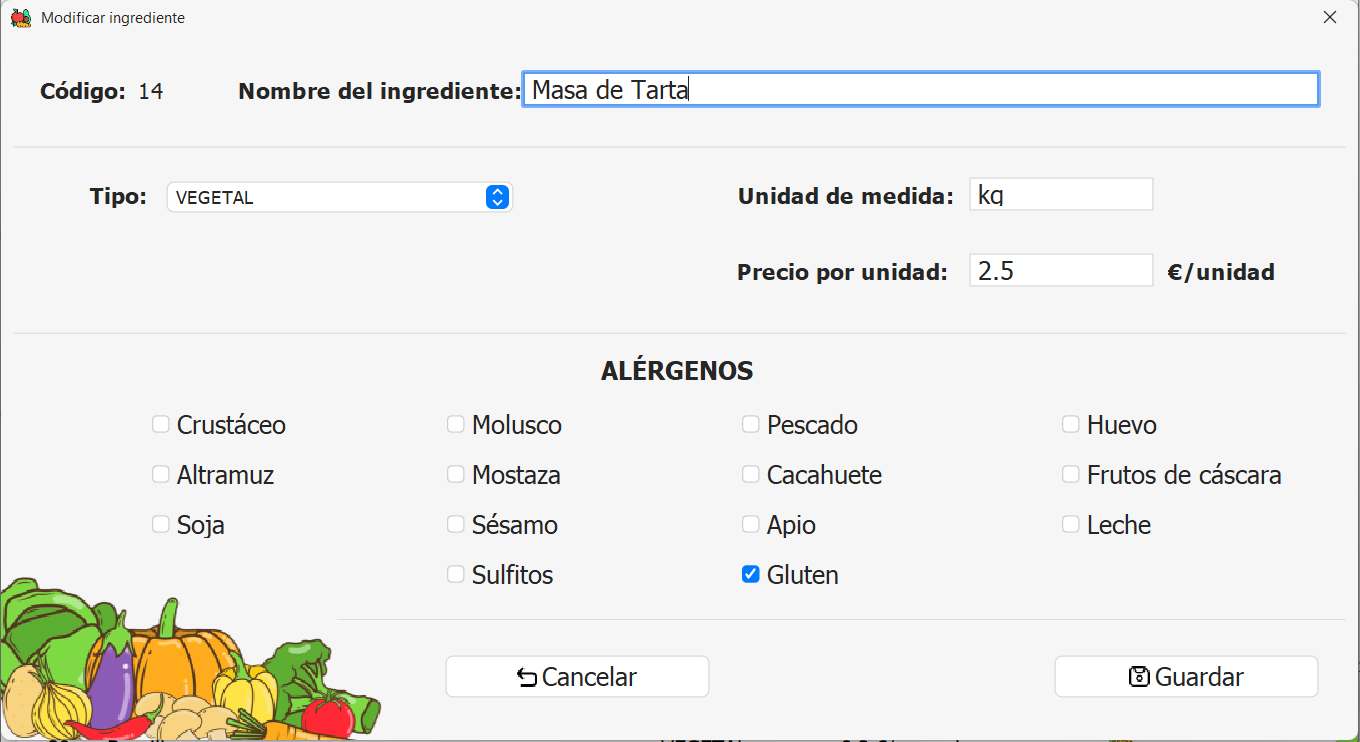 Modificar ingrediente
Código: 14 Nombre del ingrediente: Masa de Tarta
Tipo: VEGETAL Unidad de medida: kg
Precio por unidad: 2.5 €/unidad
ALÉRGENOS
Crustáceo Molusco Pescado Huevo
Altramuz Mostaza Cacahuete Frutos de cáscara
Soja Sésamo Apio Leche
Sulfitos Gluten
Cancelar Guardar